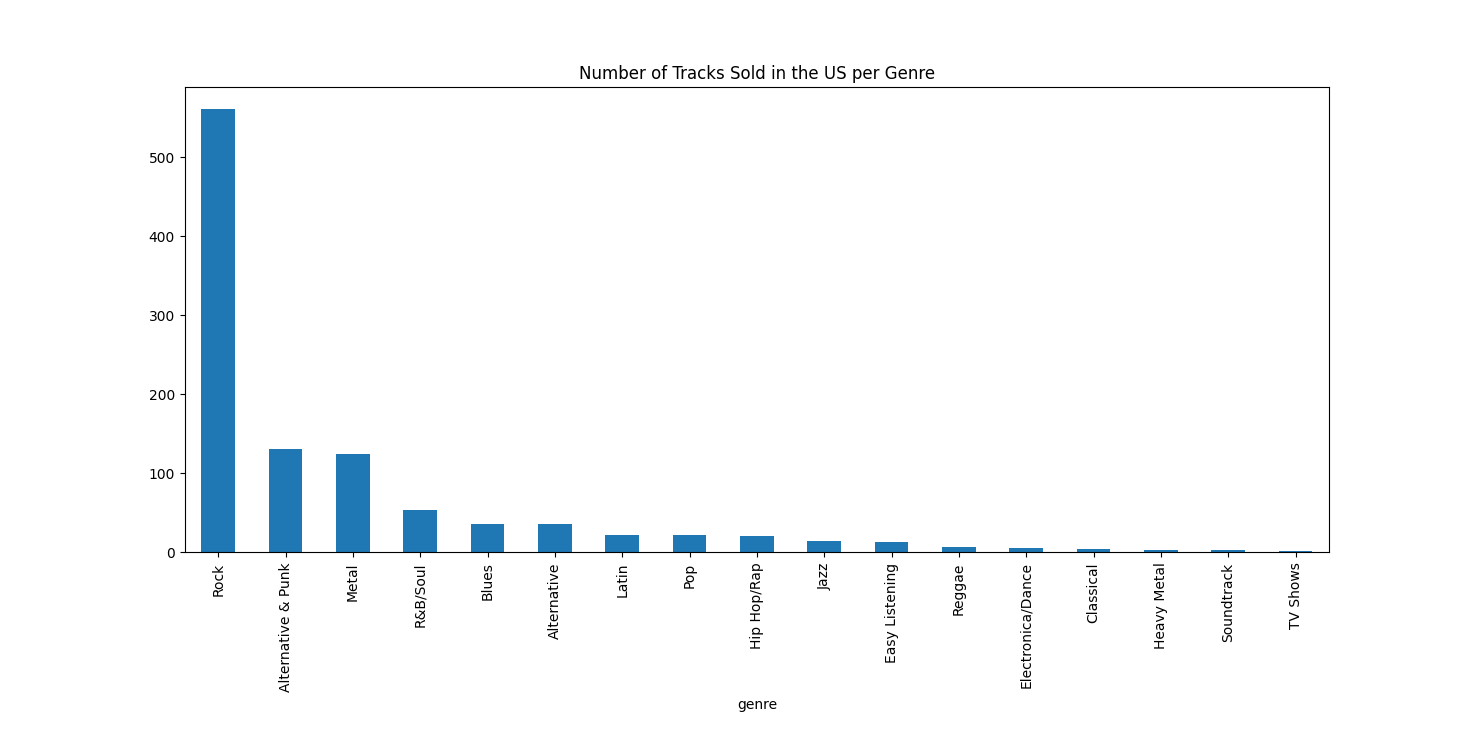 Number of Tracks Sold in the US per Genre
500
400
300
200
100
0
Rock
Alternative & Punk
Metal
R&B/Soul
Blues
Alternative
Latin
Pop
Hip Hop/Rap
Jazz
Easy Listening
Reggae
Electronica/Dance
Classical
Heavy Metal
Soundtrack
TV Shows
genre